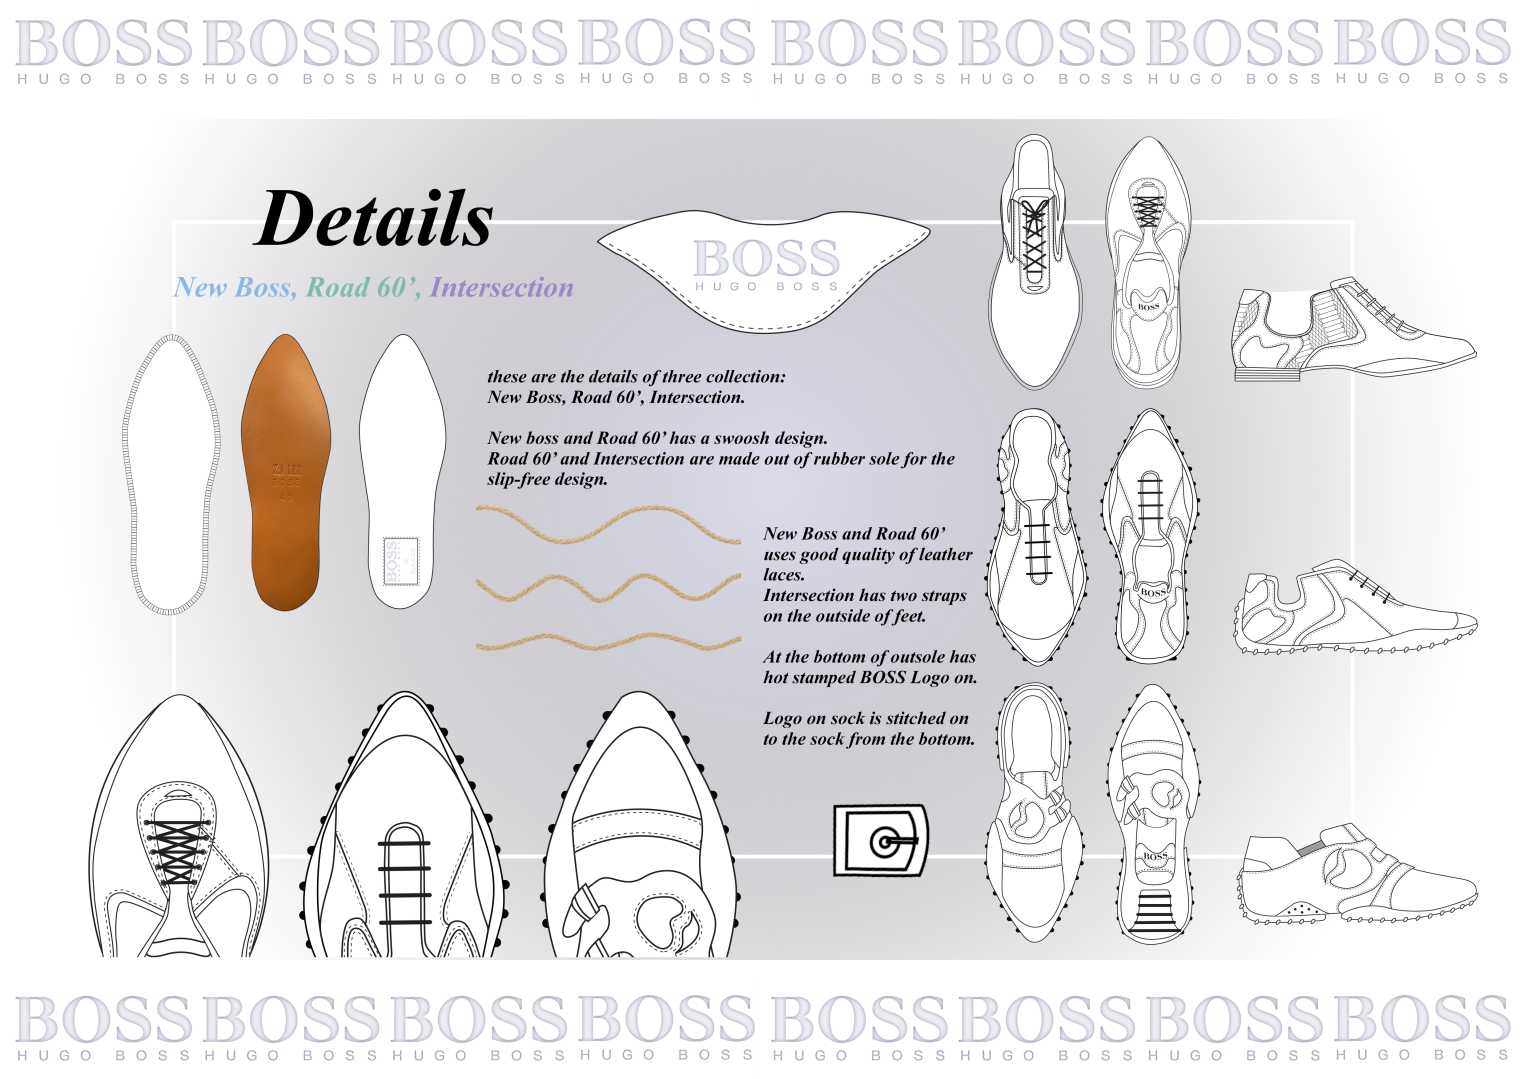 BOSS BOSS BOSS BOSS BOSS BOSS BOSS BOSS
HUGO BOSS HUGO BOSS HUGO BOSS HUGO BOSS HUGO BOSS HUGO BOSS HUGO BOSS HUGO BOSS
Details
New Boss, Road 60’, Intersection
BOSS
HUGO BOSS
these are the details of three collection:
New Boss, Road 60’, Intersection.
New boss and Road 60’ has a swoosh design.
Road 60’ and Intersection are made out of rubber sole for the
slip-free design.
New Boss and Road 60’
uses good quality of leather
laces.
Intersection has two straps
on the outside of feet.
At the bottom of outsole has
hot stamped BOSS Logo on.
Logo on sock is stitched on
to the sock from the bottom.
BOSS
BOSS
BOSS
BOSS
BOSS BOSS BOSS BOSS BOSS BOSS BOSS BOSS
HUGO BOSS HUGO BOSS HUGO BOSS HUGO BOSS HUGO BOSS HUGO BOSS HUGO BOSS HUGO BOSS